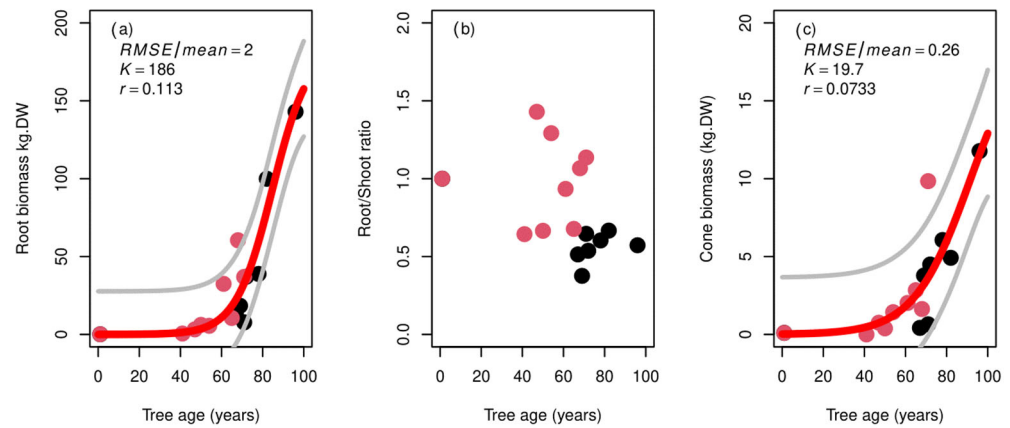 (a)
RMSE/mean = 2
K = 186
r = 0.113
Root biomass kg.DW
0
50
100
150
200
0 20 40 60 80 100
Tree age (years)
(b)
Root/Shoot ratio
0.0
0.5
1.0
1.5
2.0
0 20 40 60 80 100
Tree age (years)
(c)
RMSE/mean = 0.26
K = 19.7
r = 0.0733
Cone biomass (kg.DW)
0
5
10
15
20
0 20 40 60 80 100
Tree age (years)